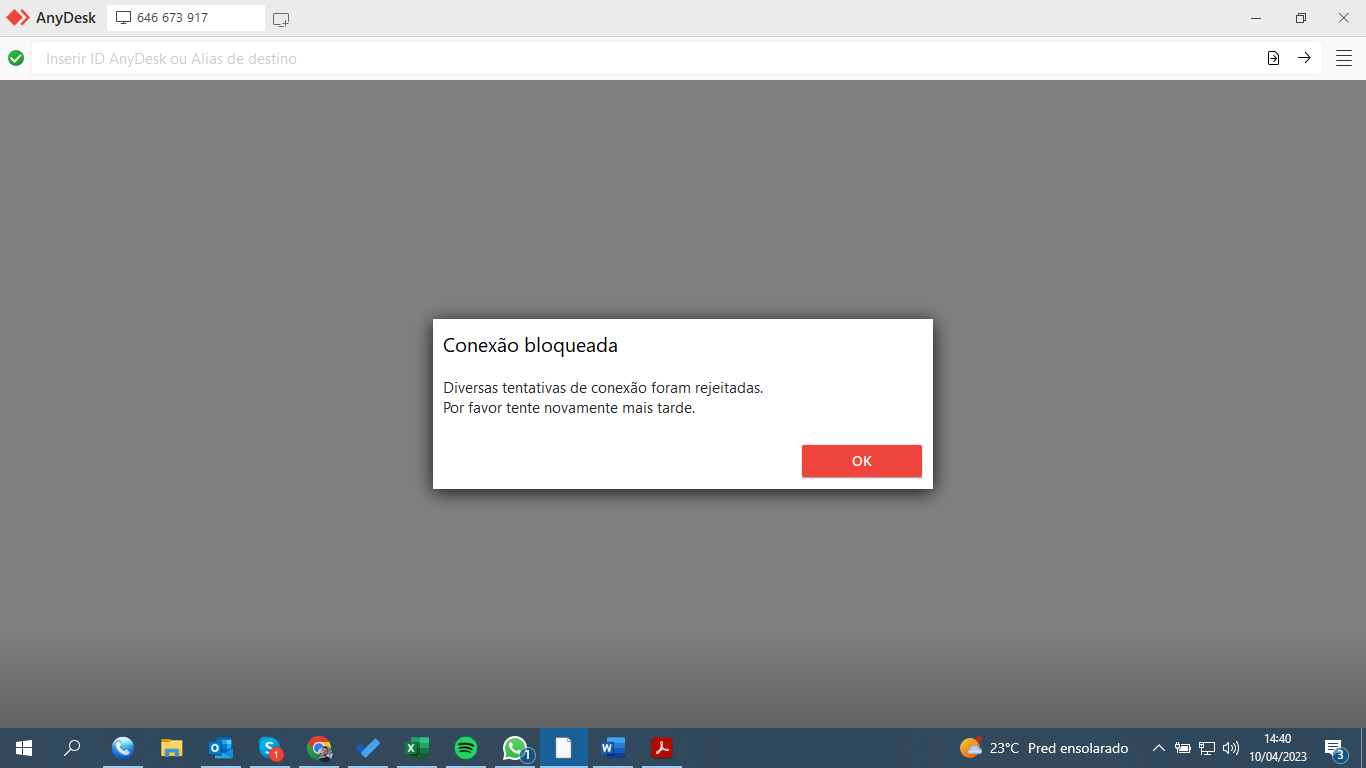 AnyDesk
646 673 917
Inserir ID AnyDesk ou Alias de destino
Conexão bloqueada
Diversas tentativas de conexão foram rejeitadas.
Por favor tente novamente mais tarde.
OK
1
1
23°C Pred ensolarado
14:40
10/04/2023
3